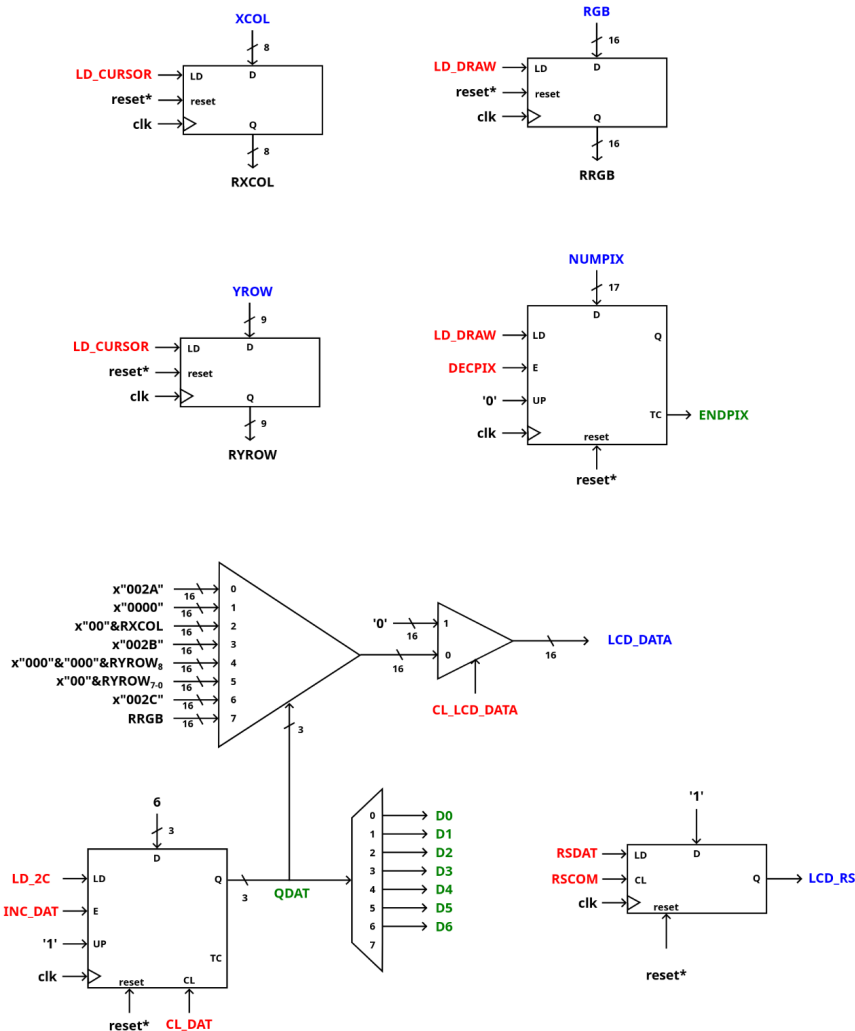 XCOL
8
LD_CURSOR
LD
D
reset*
reset
clk
Q
8
RXCOL
RGB
16
LD_DRAW
LD
D
reset*
reset
clk
Q
16
RRGB
YROW
9
LD_CURSOR
LD
D
reset*
reset
clk
Q
9
RYROW
NUMPIX
17
D
LD_DRAW
LD
Q
DECPIX
E
'0'
UP
TC
ENDPIX
clk
reset
reset*
x"002A"
16
0
x"0000"
16
1
x"00"&RXCOL
16
2
x"002B"
16
3
x"000"&"000"&RYROW8
16
4
x"00"&RYROW7-0
16
5
x"002C"
16
6
RRGB
16
7
3
16
'0'
16
1
0
CL_LCD_DATA
16
LCD_DATA
6
3
D
LD_2C
LD
Q
INC_DAT
E
'1'
UP
TC
clk
reset
CL
reset*
CL_DAT
3
QDAT
0
D0
1
D1
2
D2
3
D3
4
D4
5
D5
6
D6
7
'1'
RSDAT
LD
D
RSCOM
CL
Q
LCD_RS
clk
reset
reset*